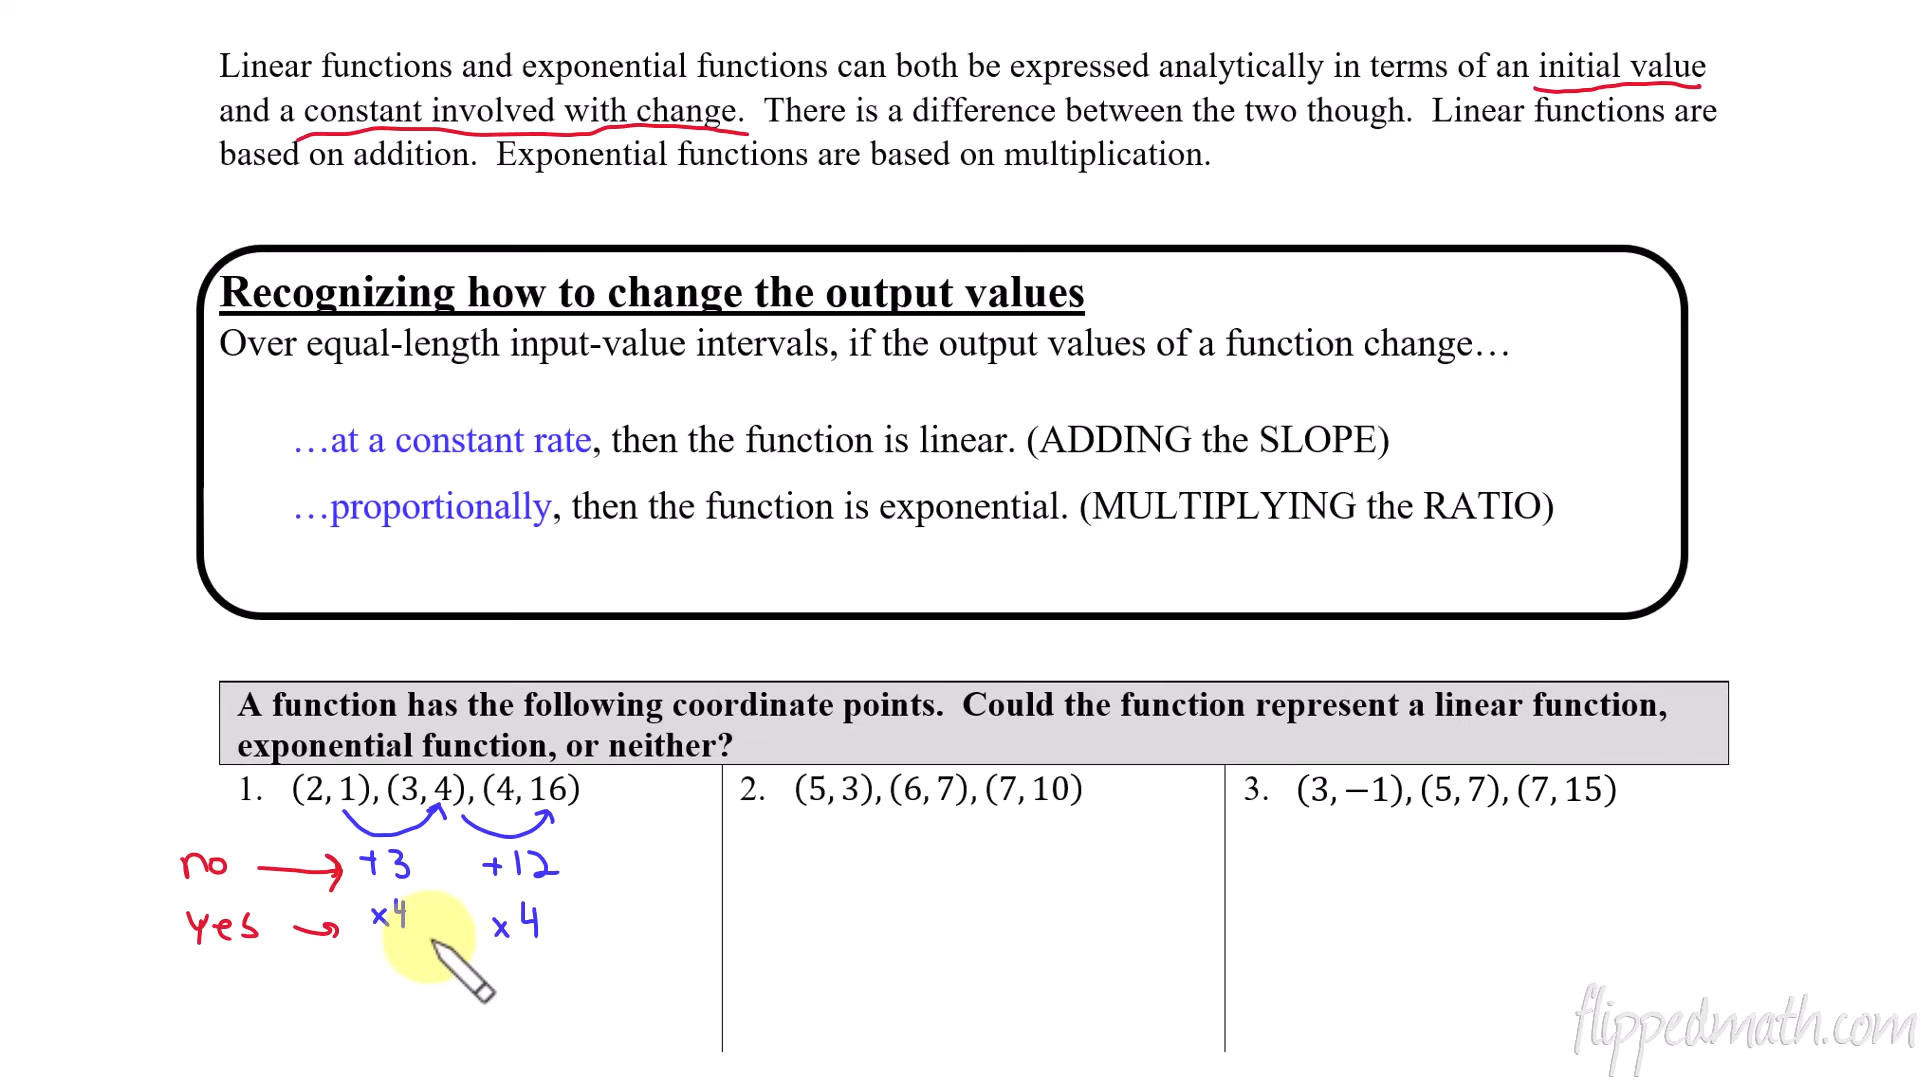 Linear functions and exponential functions can both be expressed analytically in terms of an initial value
and a constant involved with change. There is a difference between the two though. Linear functions are
based on addition. Exponential functions are based on multiplication.
Recognizing how to change the output values
Over equal-length input-value intervals, if the output values of a function change…
…at a constant rate, then the function is linear. (ADDING the SLOPE)
…proportionally, then the function is exponential. (MULTIPLYING the RATIO)
A function has the following coordinate points. Could the function represent a linear function,
exponential function, or neither?
1. (2, 1), (3, 4), (4, 16)
no → +3 +12
yes → ×4 ×4
2. (5, 3), (6, 7), (7, 10)
3. (3, −1), (5, 7), (7, 15)
flippedmath.com